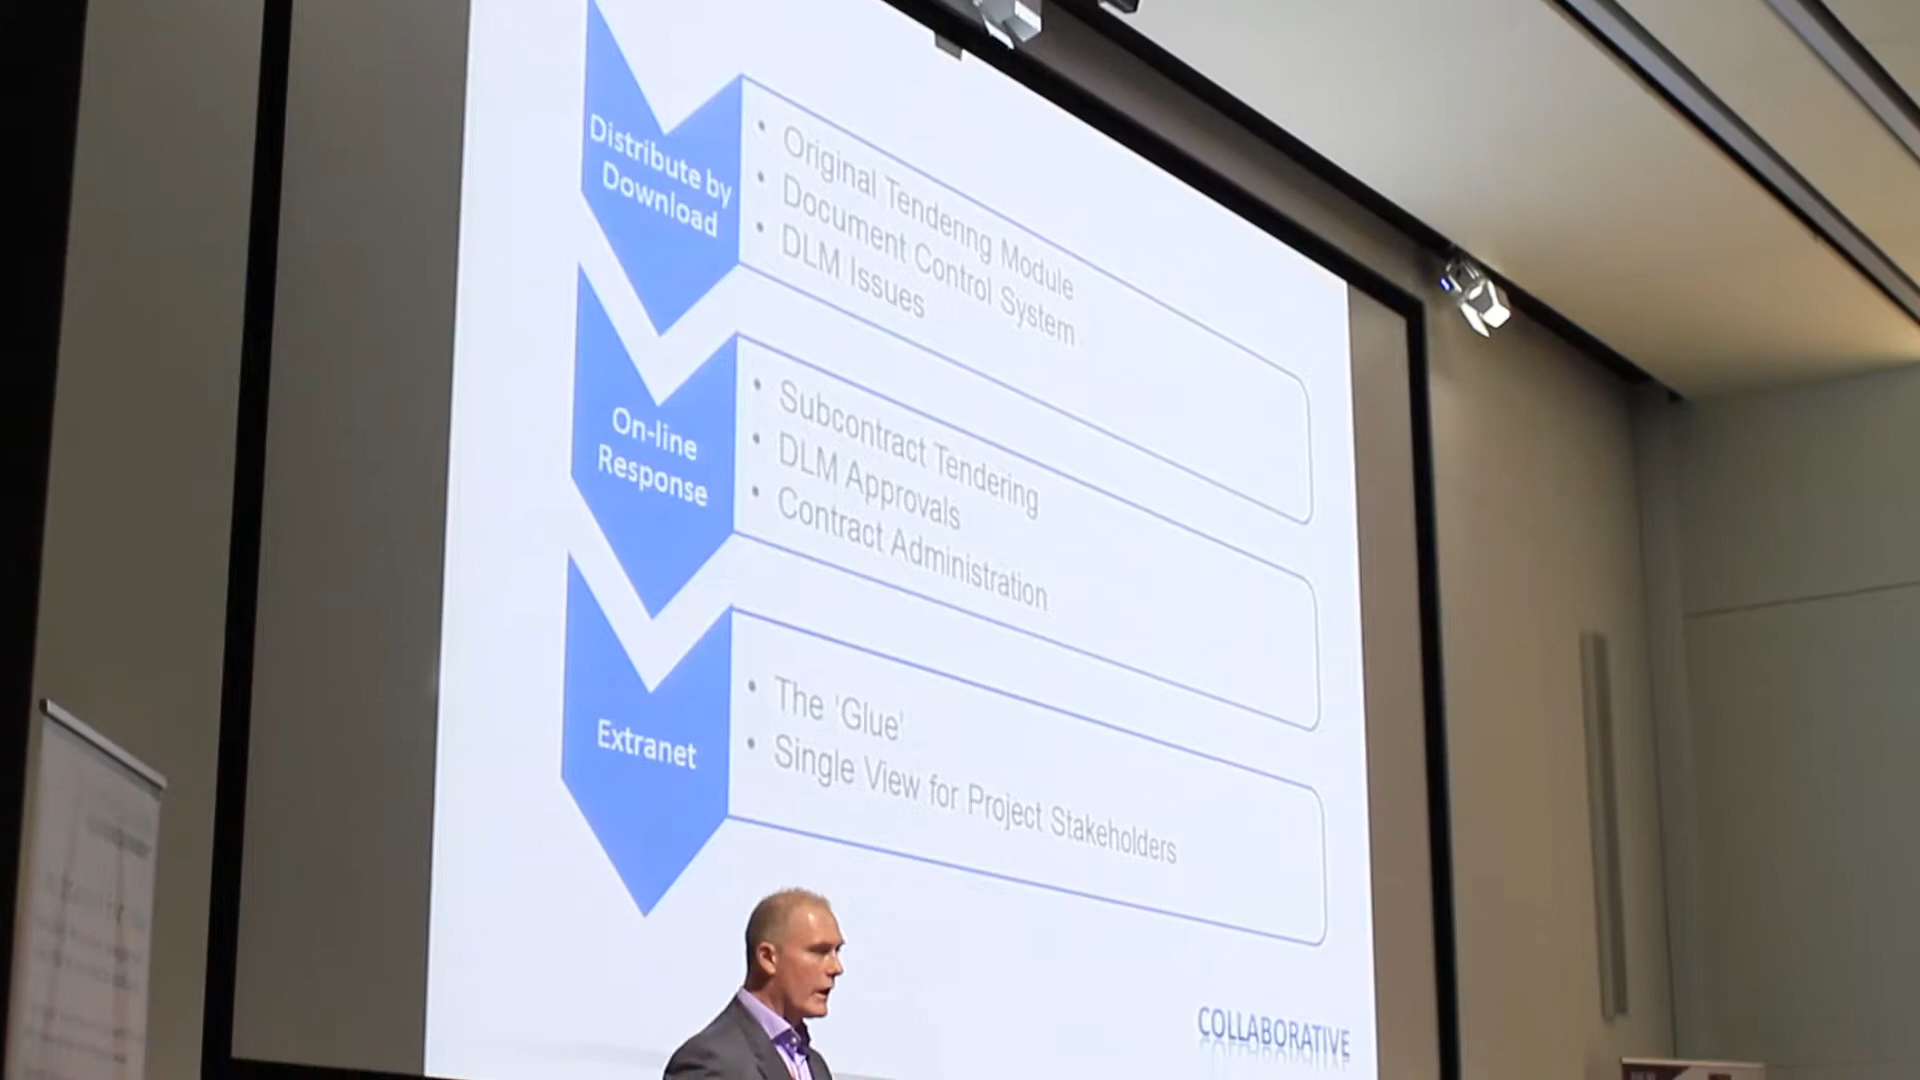 Distribute by
Download
• Original Tendering Module
• Document Control System
• DLM Issues
On-line
Response
• Subcontract Tendering
• DLM Approvals
• Contract Administration
Extranet
• The ‘Glue’
• Single View for Project Stakeholders
COLLABORATIVE